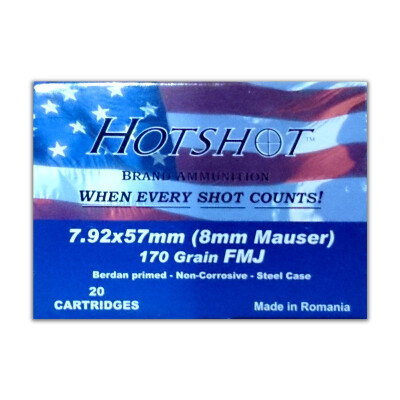 HOTSHOT™
BRAND AMMUNITION
WHEN EVERY SHOT COUNTS!
7.92x57mm (8mm Mauser)
170 Grain FMJ
Berdan primed - Non-Corrosive - Steel Case
20
CARTRIDGES
Made in Romania